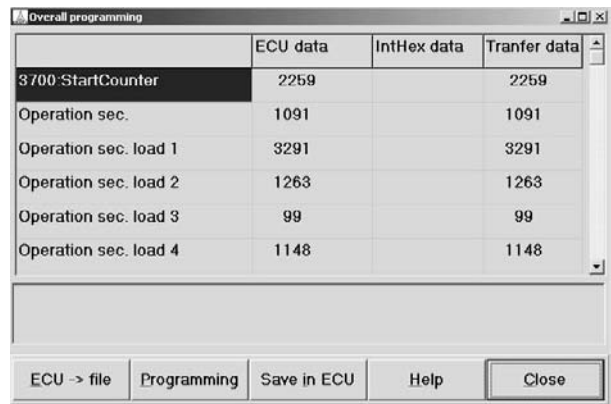 Overall programming
ECU data IntHex data Tranfer data
3700:StartCounter 2259 2259
Operation sec. 1091 1091
Operation sec. load 1 3291 3291
Operation sec. load 2 1263 1263
Operation sec. load 3 99 99
Operation sec. load 4 1148 1148
ECU -> file Programming Save in ECU Help Close